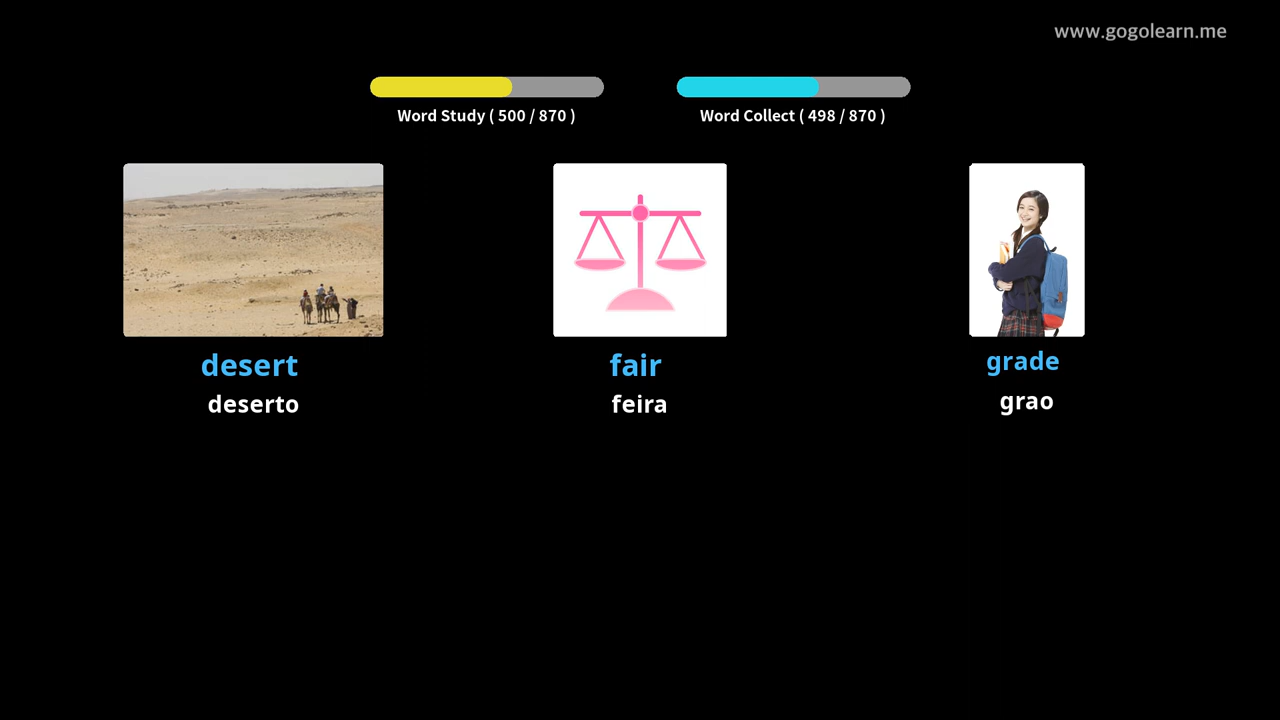 www.gogolearn.me
Word Study ( 500 / 870 )
Word Collect ( 498 / 870 )
desert
fair
grade
deserto
feira
grao